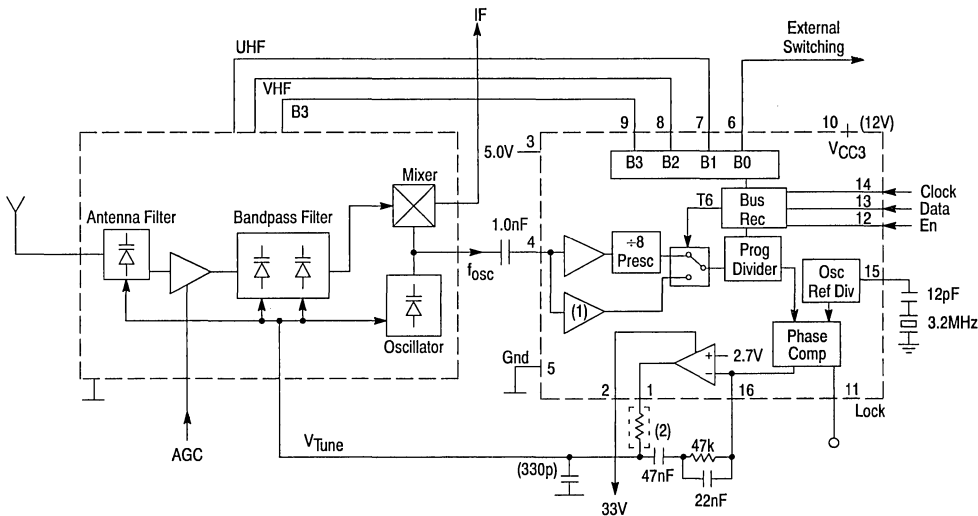 IF
External
Switching
UHF
VHF
B3
9
8
7
6
10
(12V)
VCC3
3
5.0V
B3
B2
B1
B0
Mixer
14
Clock
T6
Bus
Rec
13
Data
12
En
Antenna Filter
Bandpass Filter
1.0nF
4
÷8
Presc
Prog
Divider
fosc
Osc
Ref Div
15
12pF
(1)
3.2MHz
Oscillator
Phase
Comp
+
2.7V
–
Gnd
5
2
1
16
11
Lock
AGC
VTune
(2)
47k
(330p)
47nF
22nF
33V